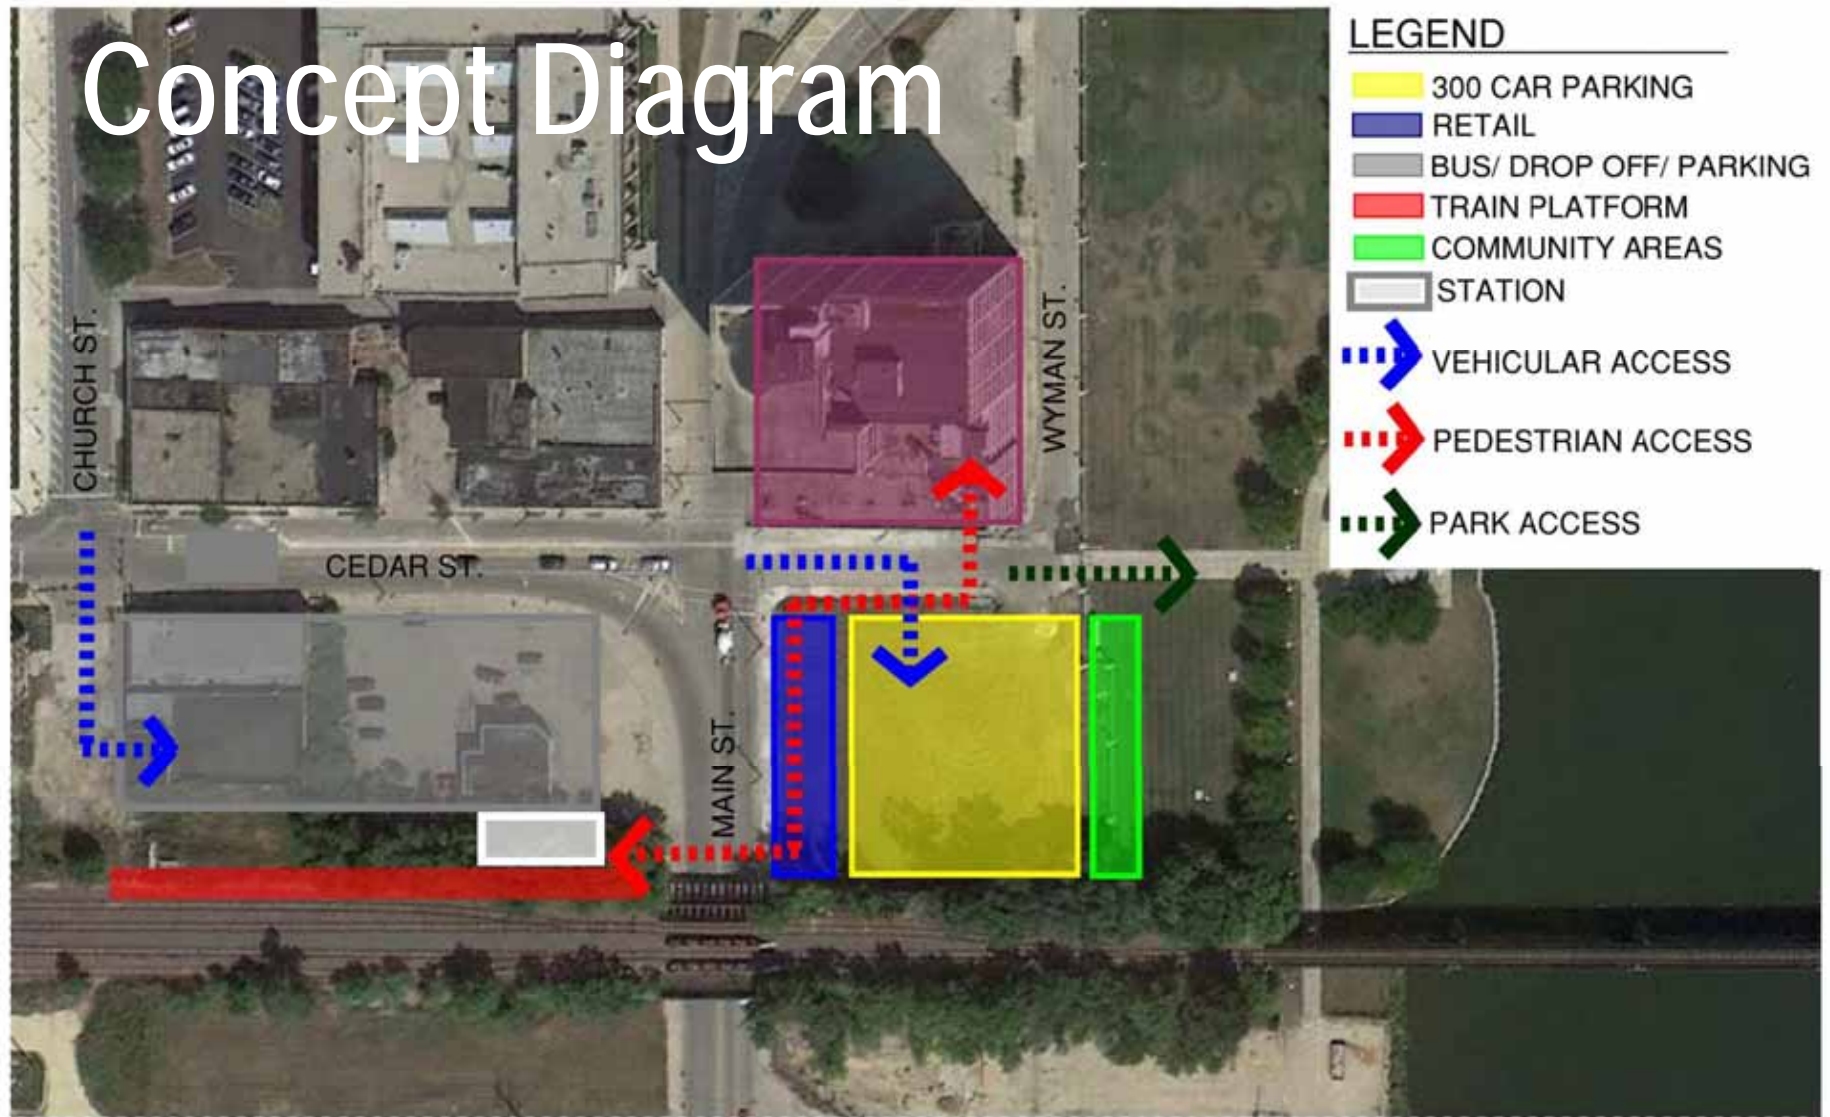 Concept Diagram
LEGEND
300 CAR PARKING
RETAIL
BUS/ DROP OFF/ PARKING
TRAIN PLATFORM
COMMUNITY AREAS
STATION
VEHICULAR ACCESS
PEDESTRIAN ACCESS
PARK ACCESS
CHURCH ST.
WYMAN ST.
CEDAR ST.
MAIN ST.